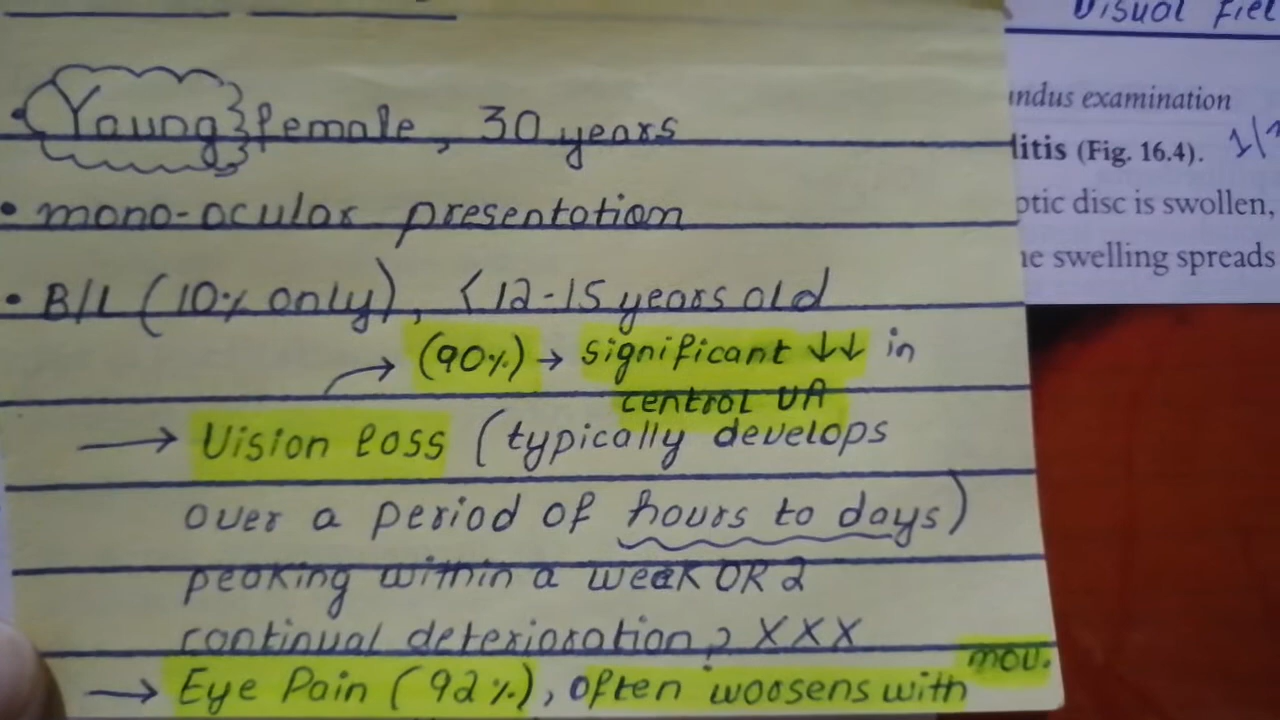 Visual Fiel
• Young female, 30 years
• mono-ocular presentation
• B/L (10% only), <12-15 years old
→ (90%) → significant ↓↓ in
central VA
→ Vision loss (typically develops
over a period of hours to days)
peaking within a week OR 2
continual deterioration ? XXX
→ Eye Pain (92%), often worsens with mov.
undus examination
litis (Fig. 16.4).
ptic disc is swollen,
he swelling spreads